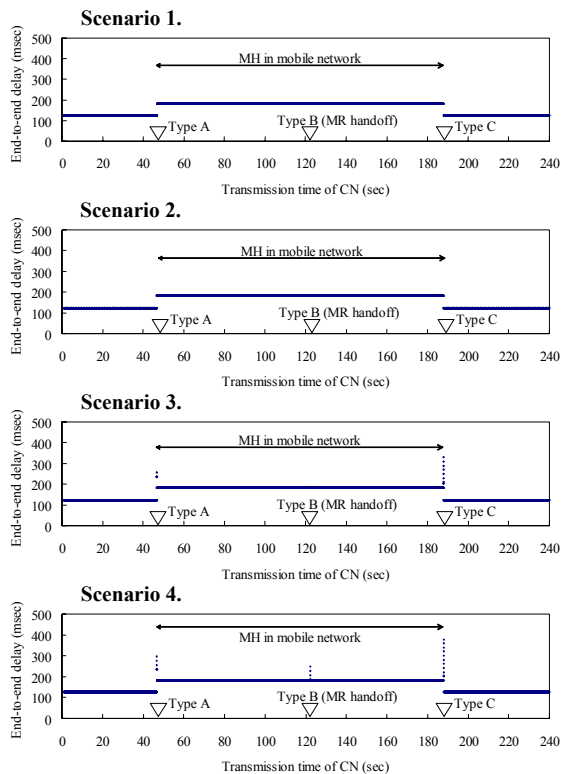 Scenario 1.
End-to-end delay (msec)
500
400
300
200
100
0
MH in mobile network
Type A
Type B (MR handoff)
Type C
0 20 40 60 80 100 120 140 160 180 200 220 240
Transmission time of CN (sec)
Scenario 2.
End-to-end delay (msec)
500
400
300
200
100
0
MH in mobile network
Type A
Type B (MR handoff)
Type C
0 20 40 60 80 100 120 140 160 180 200 220 240
Transmission time of CN (sec)
Scenario 3.
End-to-end delay (msec)
500
400
300
200
100
0
MH in mobile network
Type A
Type B (MR handoff)
Type C
0 20 40 60 80 100 120 140 160 180 200 220 240
Transmission time of CN (sec)
Scenario 4.
End-to-end delay (msec)
500
400
300
200
100
0
MH in mobile network
Type A
Type B (MR handoff)
Type C
0 20 40 60 80 100 120 140 160 180 200 220 240
Transmission time of CN (sec)